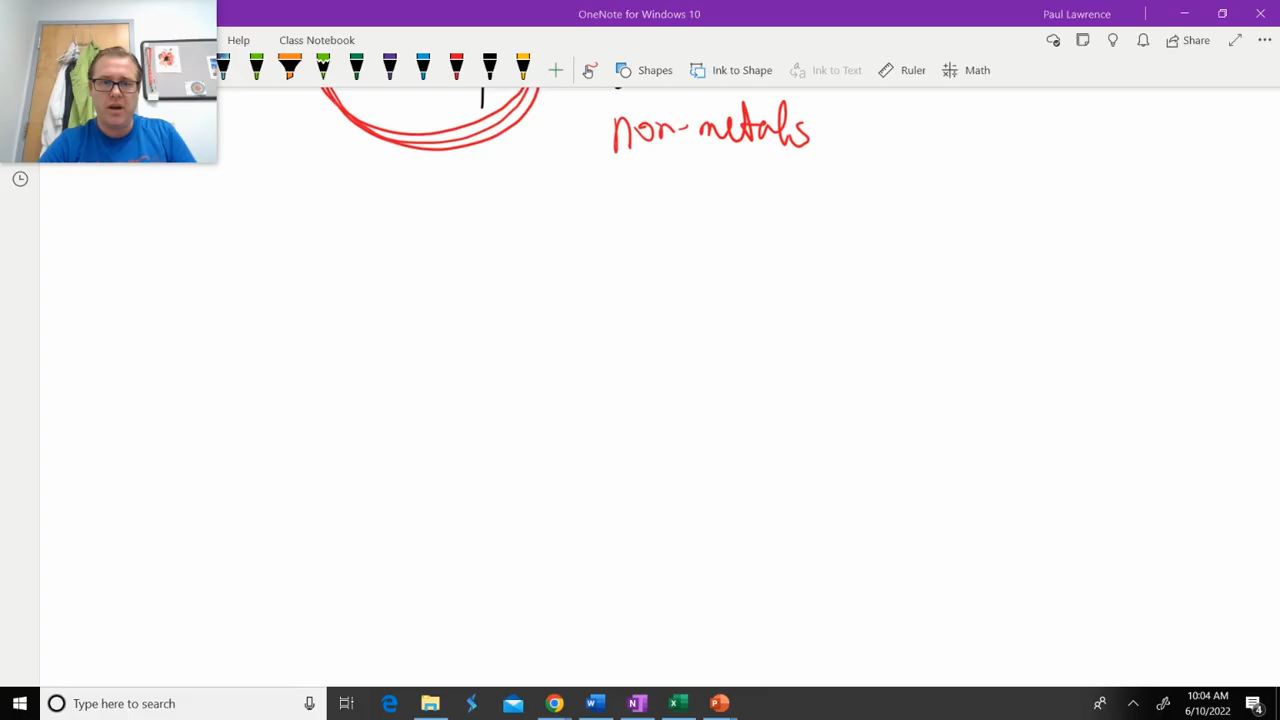 OneNote for Windows 10
Paul Lawrence
Help
Class Notebook
Share
Shapes
Ink to Shape
Ink to Text
Ruler
Math
non-metals
Type here to search
10:04 AM
6/10/2022
4